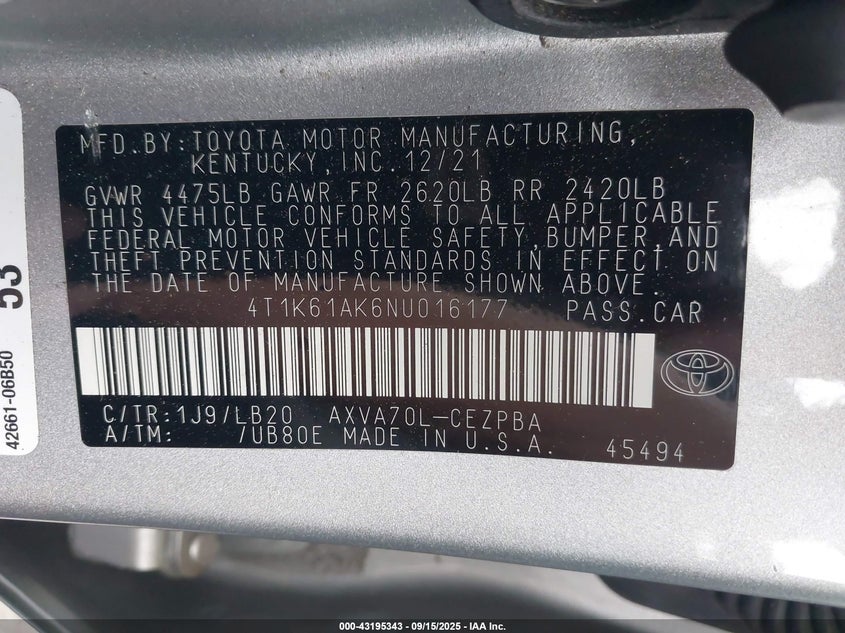 MFD.BY:TOYOTA MOTOR MANUFACTURING,
KENTUCKY,INC.12/21
GVWR 4475LB GAWR FR 2620LB RR 2420LB
THIS VEHICLE CONFORMS TO ALL APPLICABLE
FEDERAL MOTOR VEHICLE SAFETY,BUMPER,AND
THEFT PREVENTION STANDARDS IN EFFECT ON
THE DATE OF MANUFACTURE SHOWN ABOVE.
4T1K61AK6NU016177 PASS.CAR
C/TR:1J9/LB20 AXVA70L-CEZPBA
A/TM: /UB80E MADE IN U.S.A.
45494
53
42661-06B50
000-43195343 - 09/15/2025 - IAA Inc.